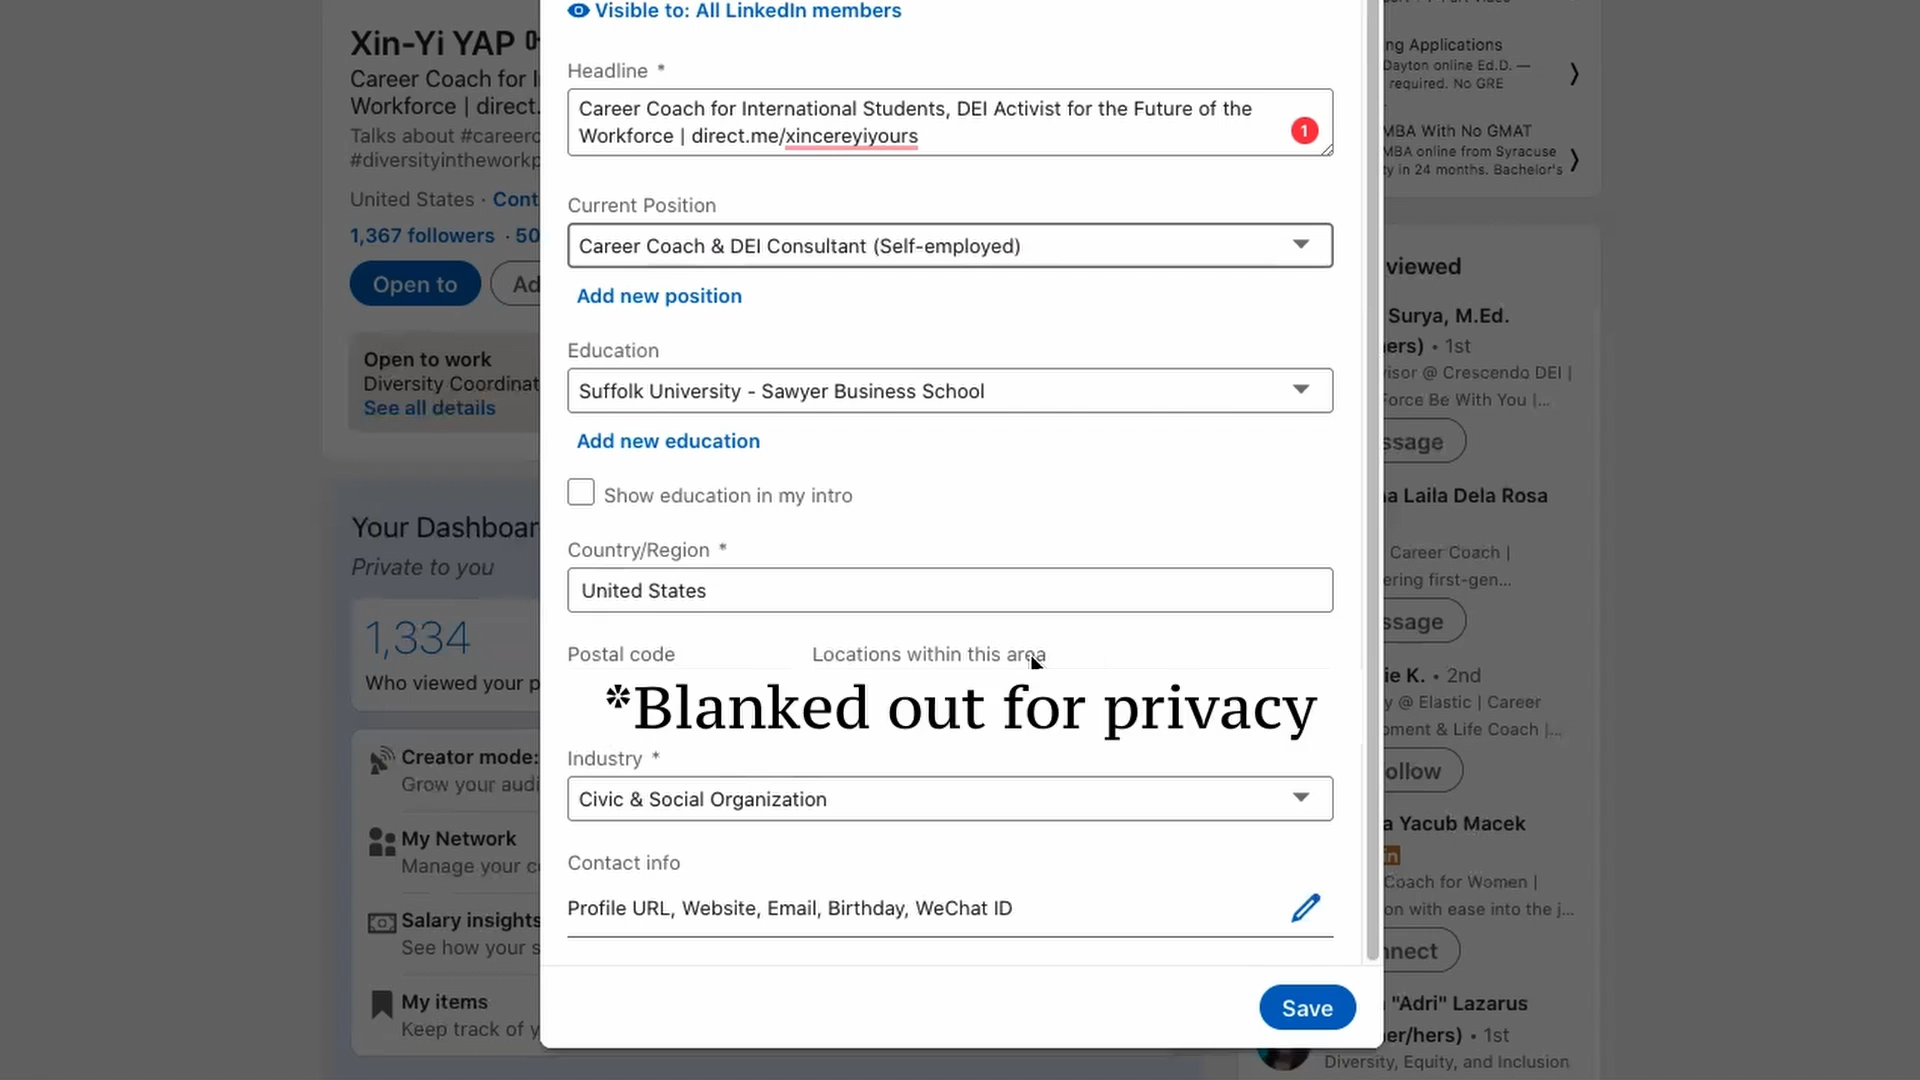 Visible to: All LinkedIn members
Headline *
Career Coach for International Students, DEI Activist for the Future of the
Workforce | direct.me/xincereyiyours
1
Current Position
Career Coach & DEI Consultant (Self-employed)
Add new position
Education
Suffolk University - Sawyer Business School
Add new education
Show education in my intro
Country/Region *
United States
Postal code
Locations within this area
*Blanked out for privacy
Industry *
Civic & Social Organization
Contact info
Profile URL, Website, Email, Birthday, WeChat ID
Save
Xin-Yi YAP
Career Coach for I
Workforce | direct.
Talks about #careerc
#diversityintheworkp
United States · Cont
1,367 followers · 50
Open to
Ad
Open to work
Diversity Coordinat
See all details
Your Dashboar
Private to you
1,334
Who viewed your p
Creator mode:
Grow your audi
My Network
Manage your co
Salary insights
See how your s
My items
Keep track of y
ng Applications
Dayton online Ed.D. —
required. No GRE
MBA With No GMAT
MBA online from Syracuse
y in 24 months. Bachelor's
viewed
Surya, M.Ed.
ers) • 1st
visor @ Crescendo DEI |
Force Be With You |...
ssage
na Laila Dela Rosa
Career Coach |
ering first-gen...
ssage
ie K. • 2nd
y @ Elastic | Career
pment & Life Coach |...
ollow
a Yacub Macek
in
Coach for Women |
on with ease into the j...
nnect
"Adri" Lazarus
er/hers) • 1st
Diversity, Equity, and Inclusion